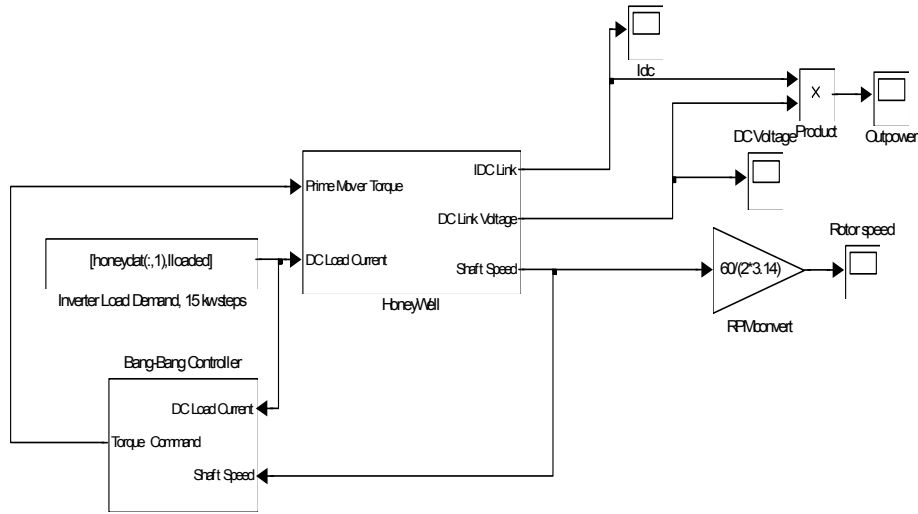 Idc
X
Product
Outpower
DC Voltage
IDC Link
Prime Mover Torque
DC Link Voltage
[honeydat(:,1),Iloaded]
DC Load Current
Shaft Speed
60/(2*3.14)
Rotor speed
Inverter Load Demand, 15 kw steps
HoneyWell
RPMconvert
Bang-Bang Controller
DC Load Current
Torque Command
Shaft Speed